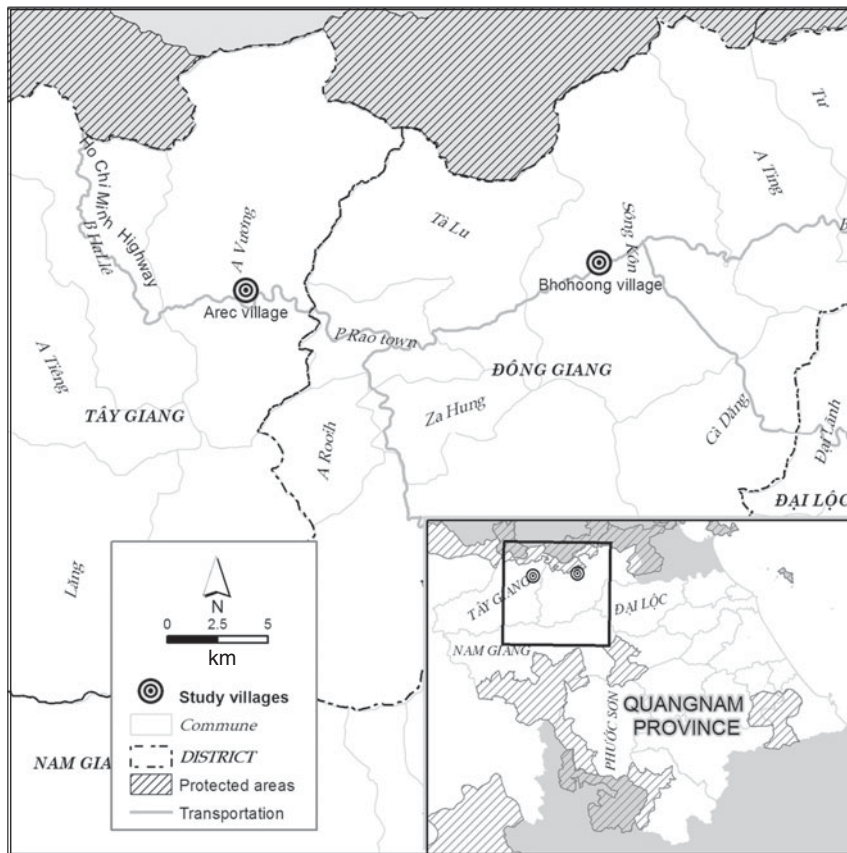 Tư
A Ting
Ho Chi Minh Highway
P Ha Lê
A Vương
Tà Lu
Sông Kôn
Arec village
Bhohoong village
P Rao town
A Tiêng
ĐÔNG GIANG
TÂY GIANG
Za Hung
Cà Dăng
A Rooih
Đại Lãnh
ĐẠI LỘC
Lăng
N
0 2.5 5
km
Study villages
Commune
DISTRICT
Protected areas
Transportation
NAM GIA
TÂY GIANG
ĐẠI LỘC
NAM GIANG
PHƯỚC SƠN
QUANGNAM
PROVINCE